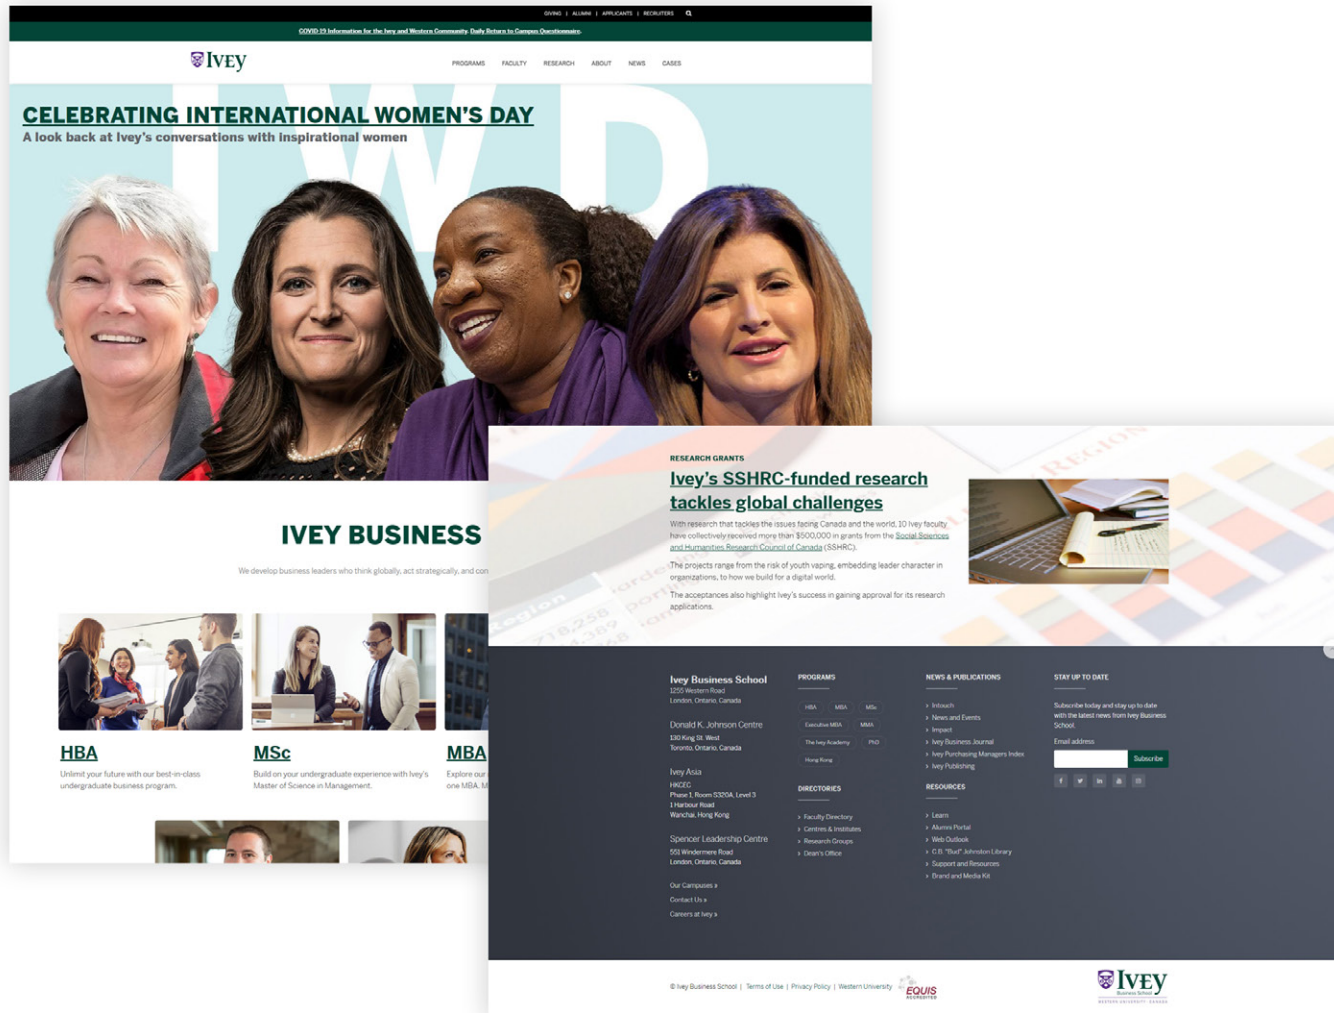 GIVING | ALUMNI | APPLICANTS | RECRUITERS
COVID-19 Information for the Ivey and Western Community. Daily Return to Campus Questionnaire.
IVEY
PROGRAMS FACULTY RESEARCH ABOUT NEWS CASES
IWD
CELEBRATING INTERNATIONAL WOMEN'S DAY
A look back at Ivey's conversations with inspirational women
IVEY BUSINESS
We develop business leaders who think globally, act strategically, and con
HBA
Unlimit your future with our best-in-class
undergraduate business program.
MSc
Build on your undergraduate experience with Ivey's
Master of Science in Management.
MBA
Explore our
one MBA. M
RESEARCH GRANTS
Ivey's SSHRC-funded research
tackles global challenges
With research that tackles the issues facing Canada and the world, 10 Ivey faculty
have collectively received more than $500,000 in grants from the Social Sciences
and Humanities Research Council of Canada (SSHRC).
The projects range from the risk of youth vaping, embedding leader character in
organizations, to how we build for a digital world.
The acceptances also highlight Ivey's success in gaining approval for its research
applications.
REGION
Region
Ivey Business School
1255 Western Road
London, Ontario, Canada
Donald K. Johnson Centre
130 King St. West
Toronto, Ontario, Canada
Ivey Asia
HKCEC
Phase 1, Room S320A, Level 3
1 Harbour Road
Wanchai, Hong Kong
Spencer Leadership Centre
551 Windermere Road
London, Ontario, Canada
Our Campuses »
Contact Us »
Careers at Ivey »
PROGRAMS
HBA MBA MSc
Executive MBA MMA
The Ivey Academy PhD
Hong Kong
DIRECTORIES
› Faculty Directory
› Centres & Institutes
› Research Groups
› Dean's Office
NEWS & PUBLICATIONS
› Intouch
› News and Events
› Impact
› Ivey Business Journal
› Ivey Purchasing Managers Index
› Ivey Publishing
RESOURCES
› Learn
› Alumni Portal
› Web Outlook
› C.B. "Bud" Johnston Library
› Support and Resources
› Brand and Media Kit
STAY UP TO DATE
Subscribe today and stay up to date
with the latest news from Ivey Business
School.
Email address
Subscribe
© Ivey Business School | Terms of Use | Privacy Policy | Western University
EQUIS
ACCREDITED
IVEY
Business School
WESTERN UNIVERSITY · CANADA